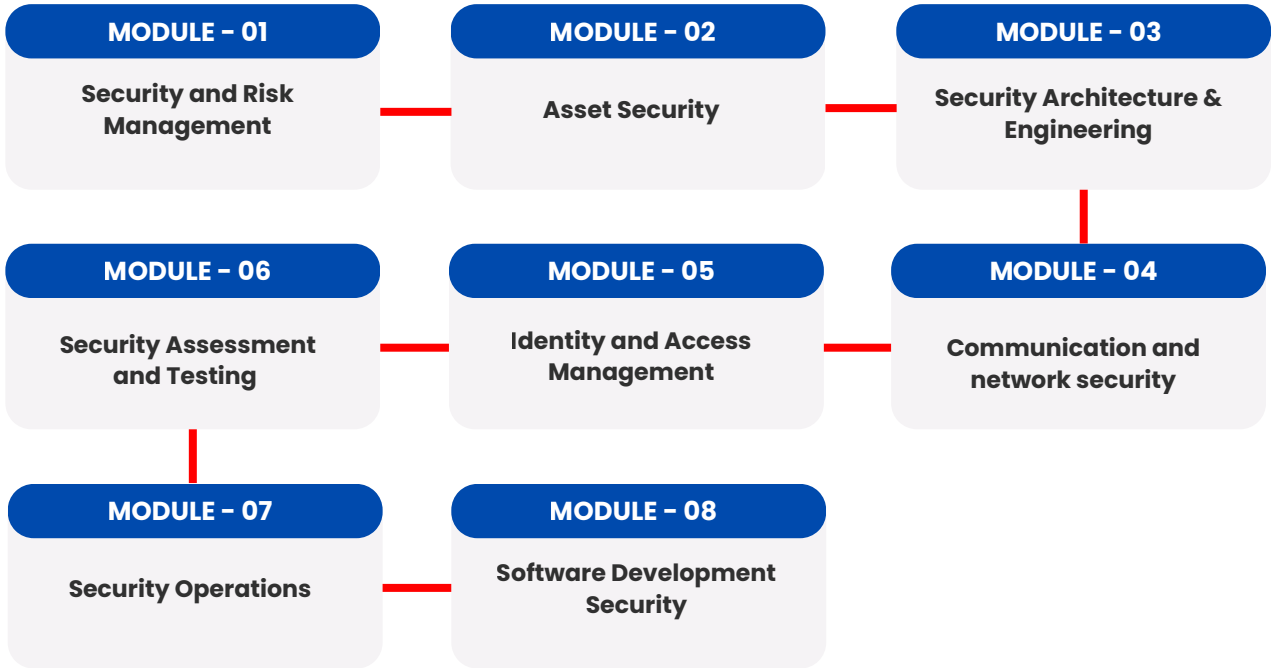 MODULE - 01
Security and Risk
Management
MODULE - 02
Asset Security
MODULE - 03
Security Architecture &
Engineering
MODULE - 06
Security Assessment
and Testing
MODULE - 05
Identity and Access
Management
MODULE - 04
Communication and
network security
MODULE - 07
Security Operations
MODULE - 08
Software Development
Security